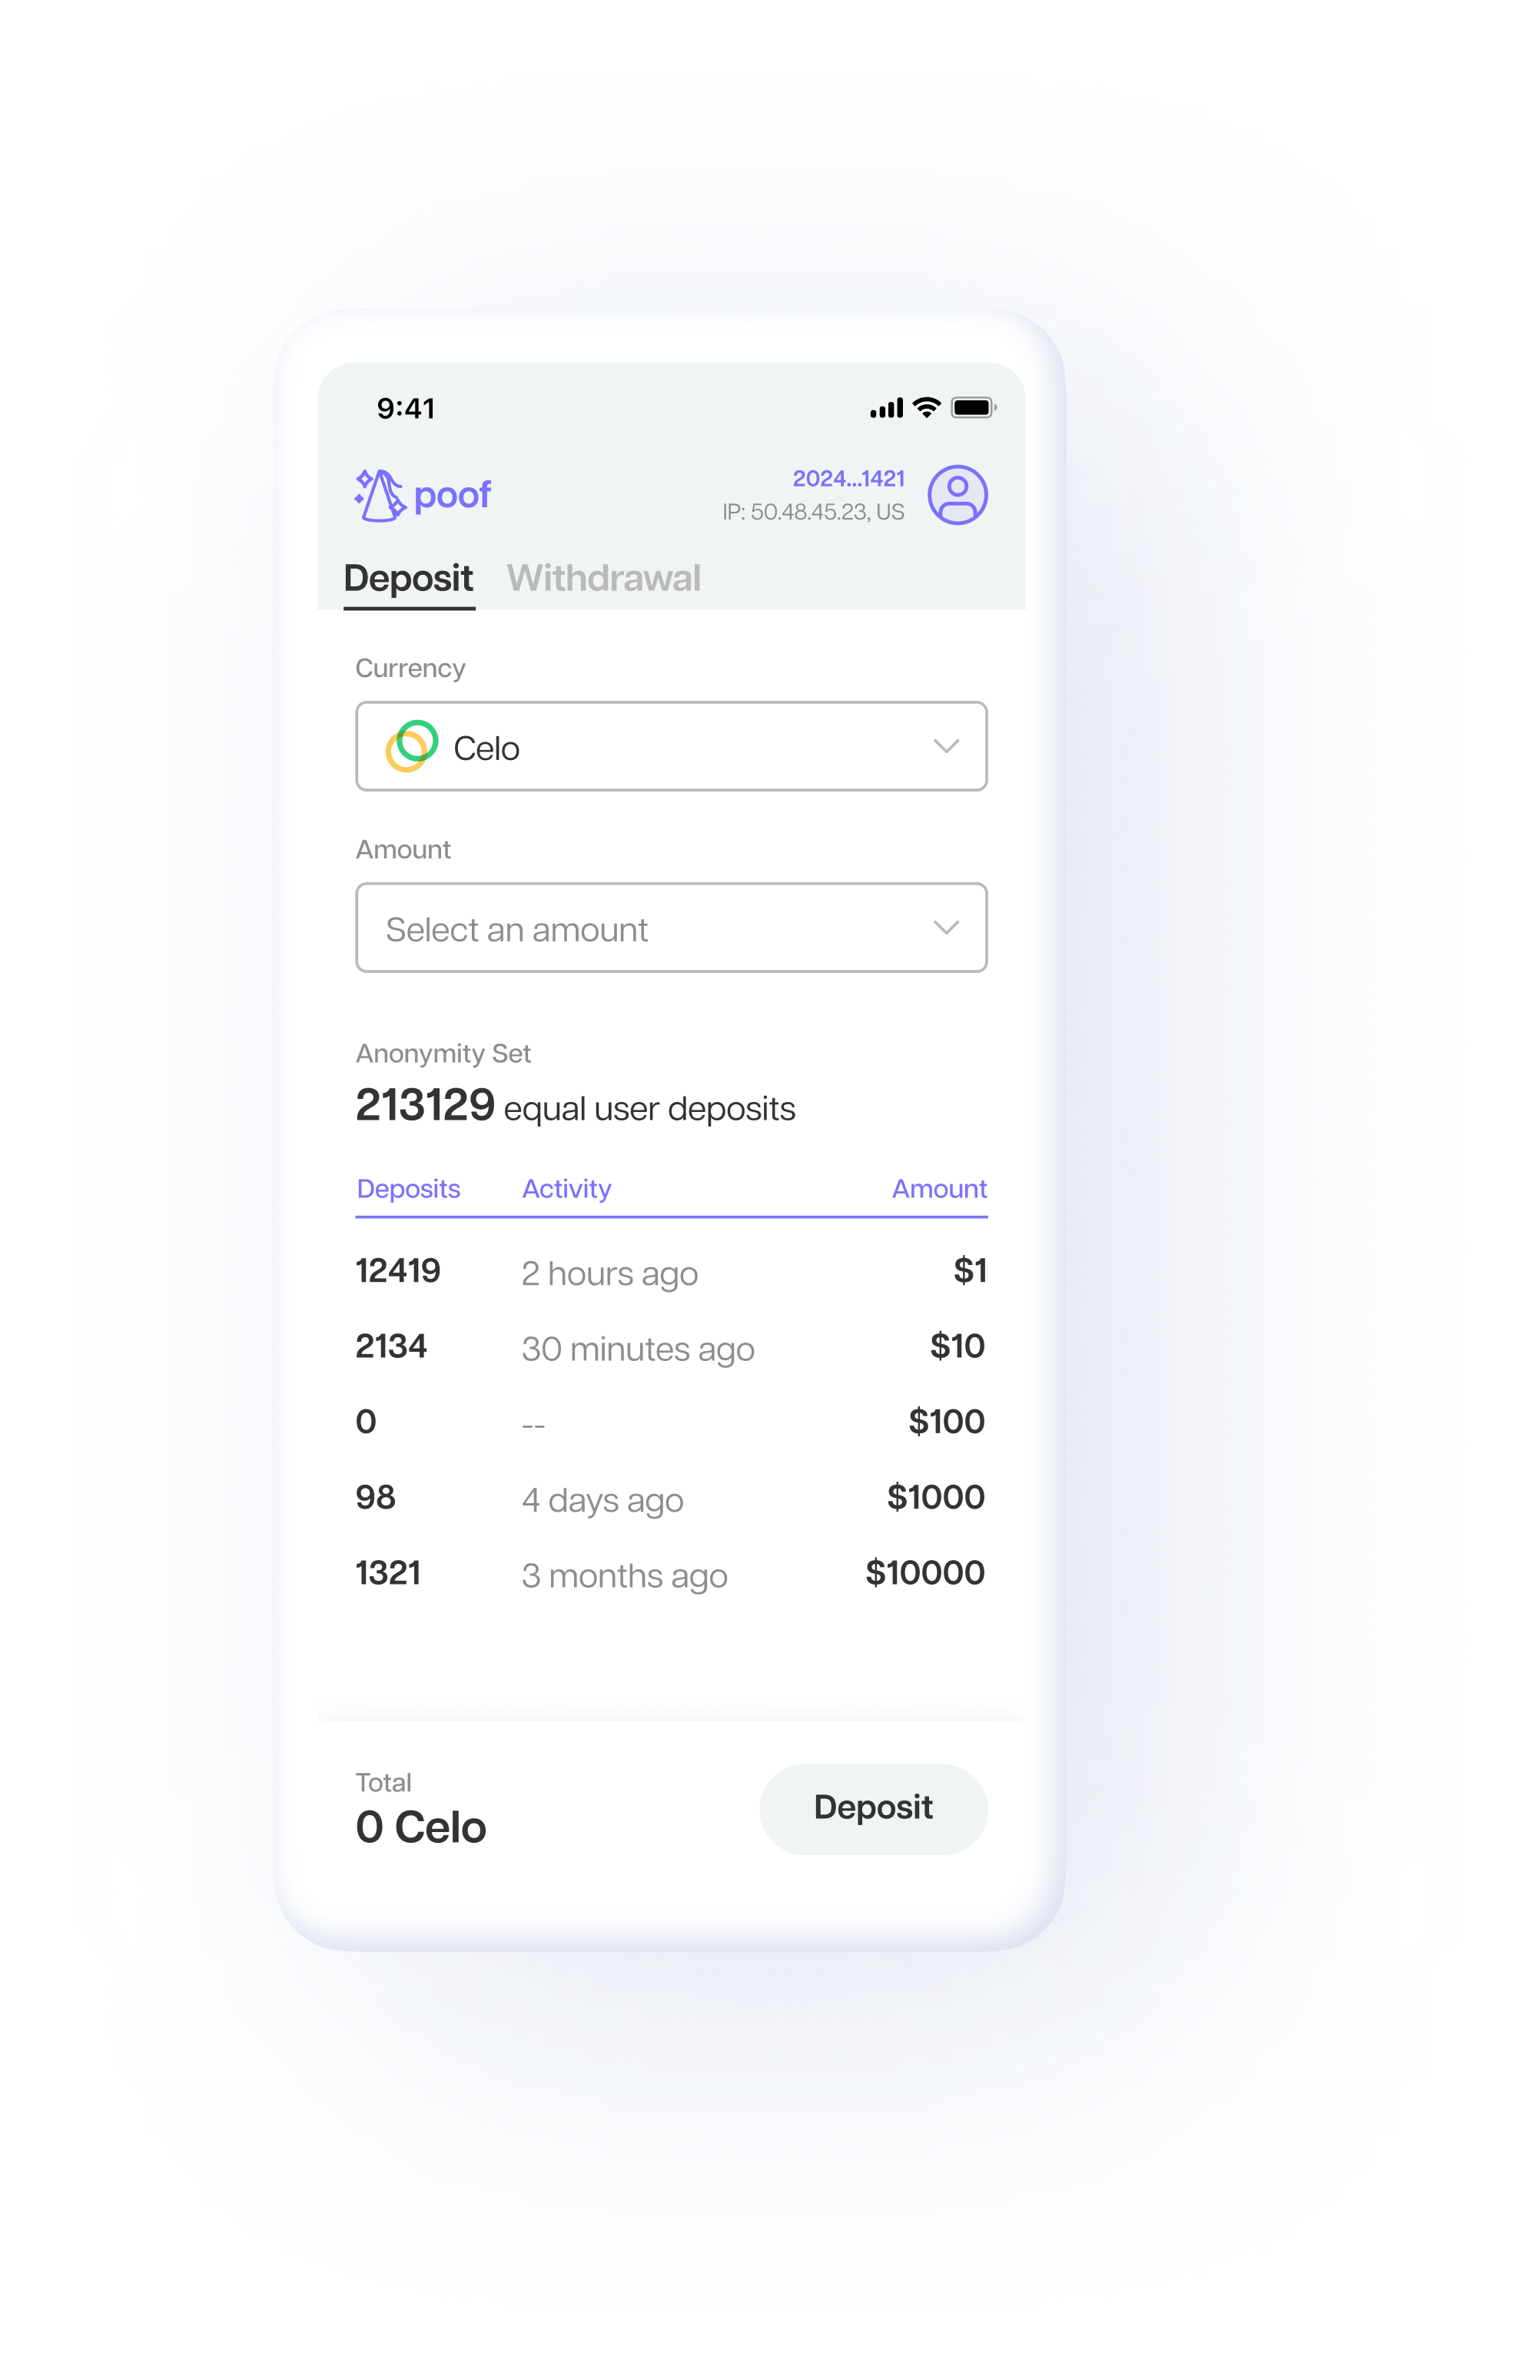 9:41
poof
2024...1421
IP: 50.48.45.23, US
Deposit Withdrawal
Currency
Celo
Amount
Select an amount
Anonymity Set
213129 equal user deposits
Deposits Activity Amount
12419 2 hours ago $1
2134 30 minutes ago $10
0 -- $100
98 4 days ago $1000
1321 3 months ago $10000
Total
0 Celo
Deposit